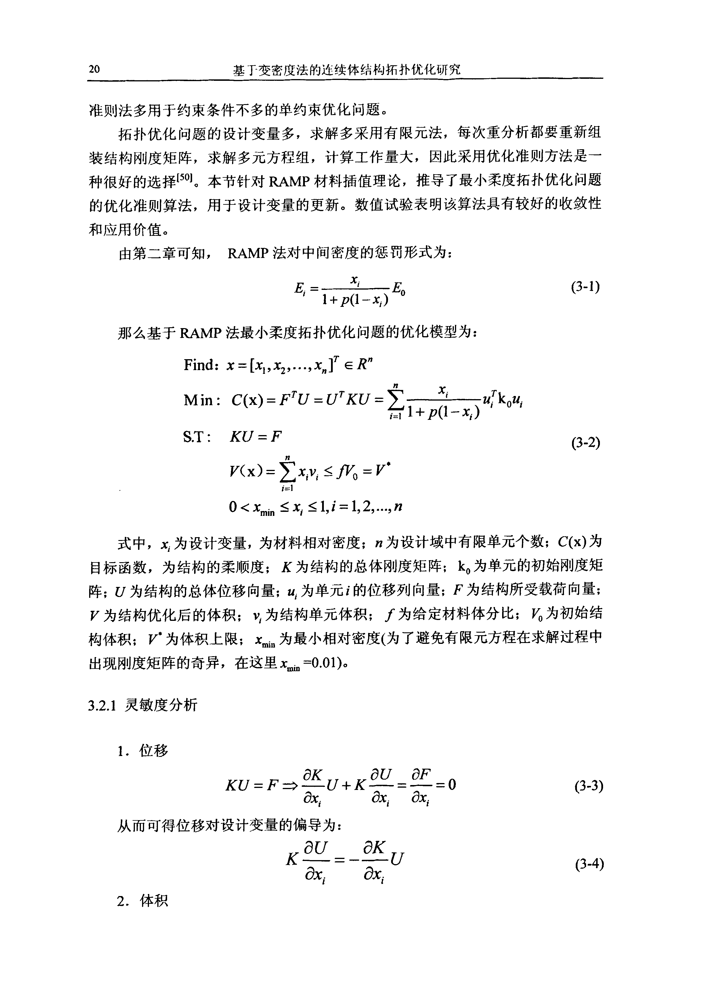 20 基于变密度法的连续体结构拓扑优化研究
准则法多用于约束条件不多的单约束优化问题。
拓扑优化问题的设计变量多，求解多采用有限元法，每次重分析都要重新组
装结构刚度矩阵，求解多元方程组，计算工作量大，因此采用优化准则方法是一
种很好的选择[50]。本节针对 RAMP 材料插值理论，推导了最小柔度拓扑优化问题
的优化准则算法，用于设计变量的更新。数值试验表明该算法具有较好的收敛性
和应用价值。
由第二章可知， RAMP 法对中间密度的惩罚形式为：
$E_i = \frac{x_i}{1+p(1-x_i)} E_0$ (3-1)
那么基于 RAMP 法最小柔度拓扑优化问题的优化模型为：
Find：$x = [x_1, x_2, ..., x_n]^T \in R^n$
Min： $C(\mathrm{x}) = F^T U = U^T K U = \sum_{i=1}^{n} \frac{x_i}{1+p(1-x_i)} u_i^T \mathrm{k}_0 u_i$
S.T： $KU = F$ (3-2)
$V(\mathrm{x}) = \sum_{i=1}^{n} x_i v_i \le fV_0 = V^*$
$0 < x_{\min} \le x_i \le 1, i = 1, 2, ..., n$
式中，$x_i$ 为设计变量，为材料相对密度；$n$ 为设计域中有限单元个数；$C(\mathrm{x})$ 为
目标函数，为结构的柔顺度；$K$ 为结构的总体刚度矩阵；$\mathrm{k}_0$ 为单元的初始刚度矩
阵；$U$ 为结构的总体位移向量；$u_i$ 为单元 $i$ 的位移列向量；$F$ 为结构所受载荷向量；
$V$ 为结构优化后的体积；$v_i$ 为结构单元体积；$f$ 为给定材料体分比；$V_0$ 为初始结
构体积；$V^*$ 为体积上限；$x_{\min}$ 为最小相对密度(为了避免有限元方程在求解过程中
出现刚度矩阵的奇异，在这里 $x_{\min}$ =0.01)。
3.2.1 灵敏度分析
1．位移
$KU = F \Rightarrow \frac{\partial K}{\partial x_i} U + K \frac{\partial U}{\partial x_i} = \frac{\partial F}{\partial x_i} = 0$ (3-3)
从而可得位移对设计变量的偏导为：
$K \frac{\partial U}{\partial x_i} = -\frac{\partial K}{\partial x_i} U$ (3-4)
2．体积